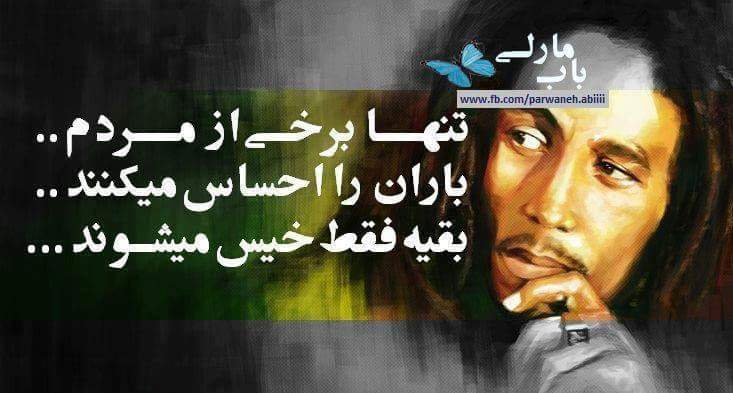 مارلی
باب
www.fb.com/parwaneh.abiiii
تنها برخی از مردم ..
باران را احساس میکنند ..
بقیه فقط خیس میشوند ...